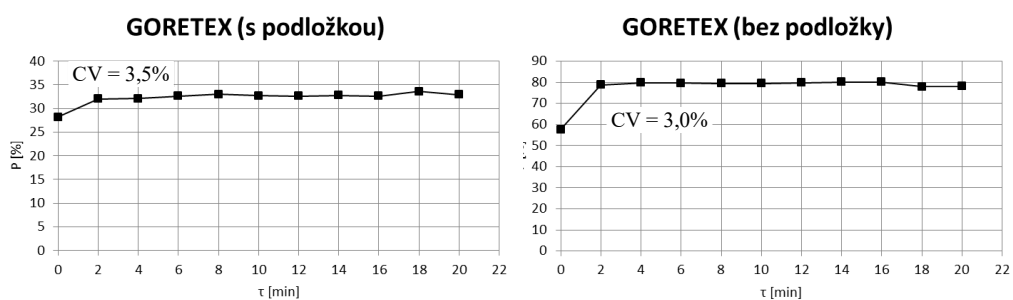 GORETEX (s podložkou)
40
35
30
25
20
15
10
5
0
P [%]
CV = 3,5%
0 2 4 6 8 10 12 14 16 18 20 22
τ [min]
GORETEX (bez podložky)
90
80
70
60
50
40
30
20
10
0
CV = 3,0%
0 2 4 6 8 10 12 14 16 18 20 22
τ [min]